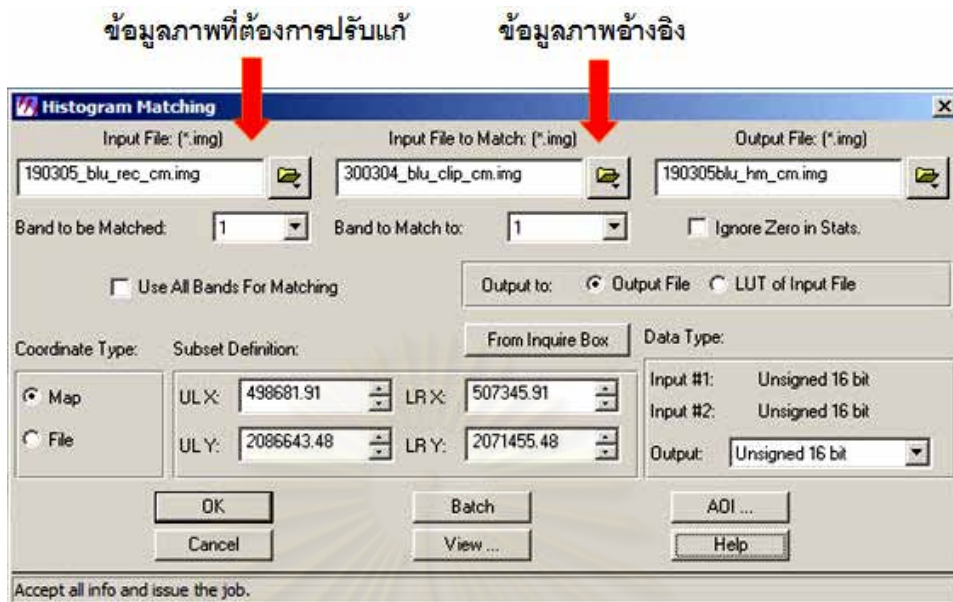 ข้อมูลภาพที่ต้องการปรับแก้ ข้อมูลภาพอ้างอิง
Histogram Matching
Input File: (*.img) Input File to Match: (*.img) Output File: (*.img)
190305_blu_rec_cm.img 300304_blu_clip_cm.img 190305blu_hm_cm.img
Band to be Matched: 1 Band to Match to: 1 Ignore Zero in Stats.
Use All Bands For Matching Output to: Output File LUT of Input File
From Inquire Box
Coordinate Type: Subset Definition: Data Type:
Map UL X: 498681.91 LR X: 507345.91 Input #1: Unsigned 16 bit
Input #2: Unsigned 16 bit
File UL Y: 2086643.48 LR Y: 2071455.48 Output: Unsigned 16 bit
OK Batch AOI ...
Cancel View ... Help
Accept all info and issue the job.